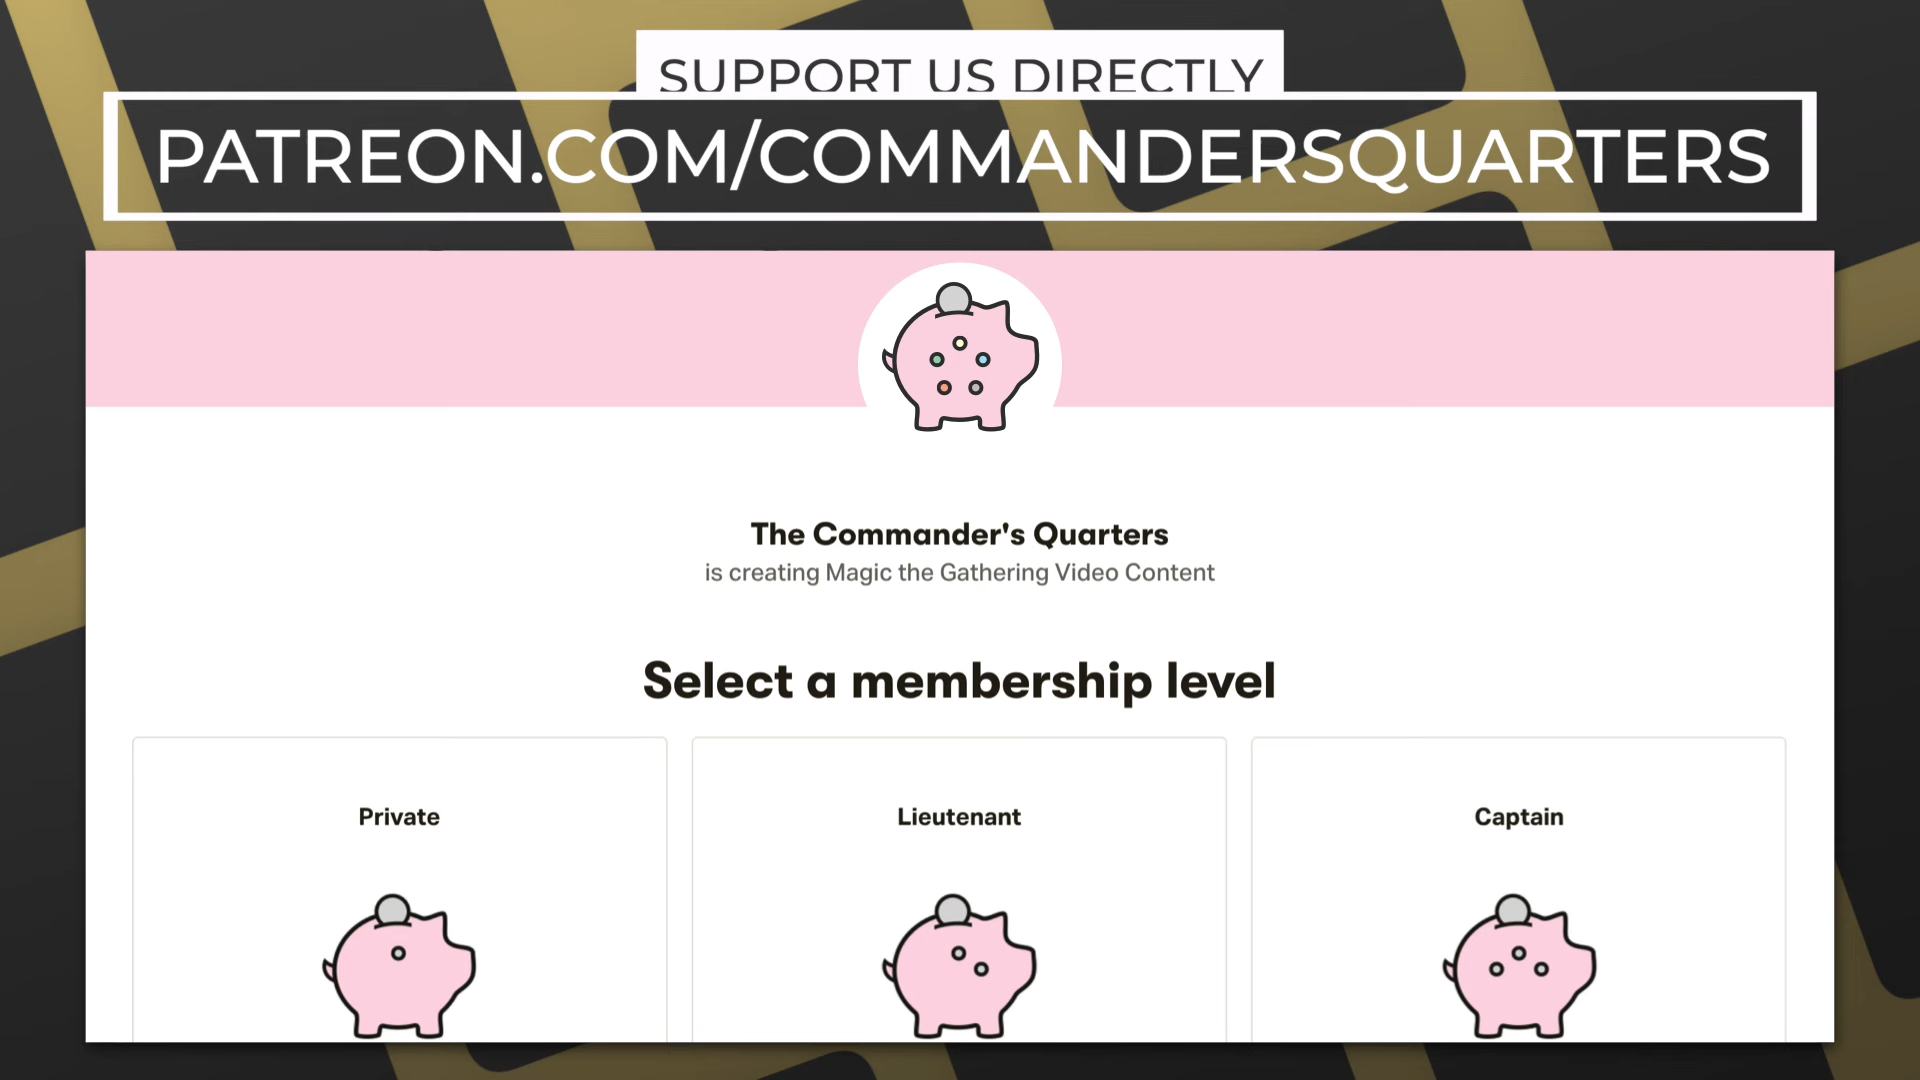 SUPPORT US DIRECTLY
PATREON.COM/COMMANDERSQUARTERS
The Commander's Quarters
is creating Magic the Gathering Video Content
Select a membership level
Private
Lieutenant
Captain